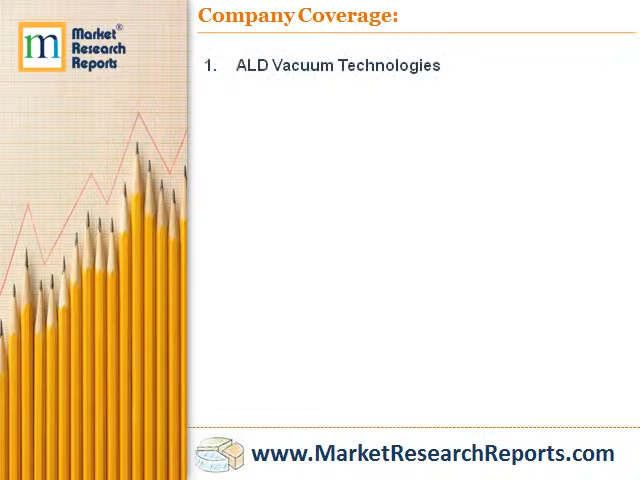 Market®
Research
Reports
Company Coverage:
1. ALD Vacuum Technologies
www.MarketResearchReports.com